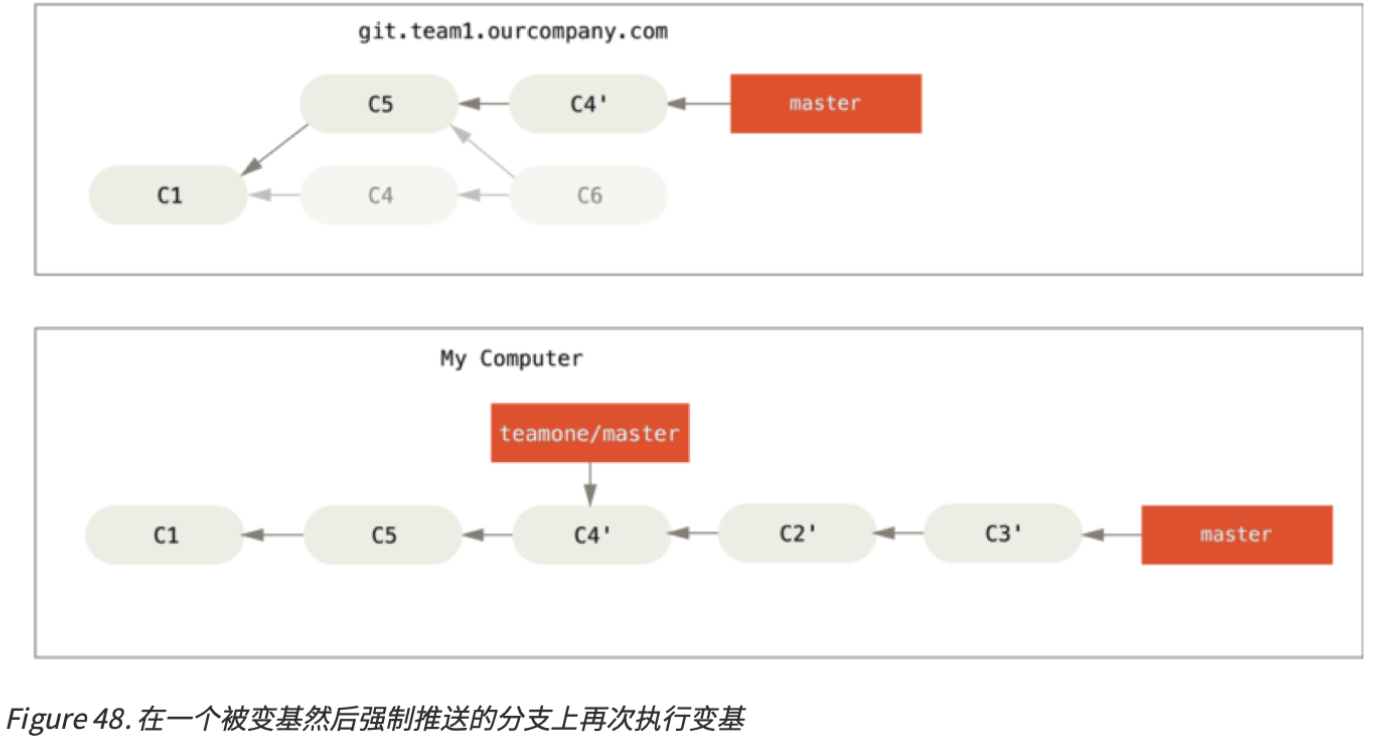 git.team1.ourcompany.com
C5 C4' master
C1 C4 C6
My Computer
teamone/master
C1 C5 C4' C2' C3' master
Figure 48. 在一个被变基然后强制推送的分支上再次执行变基